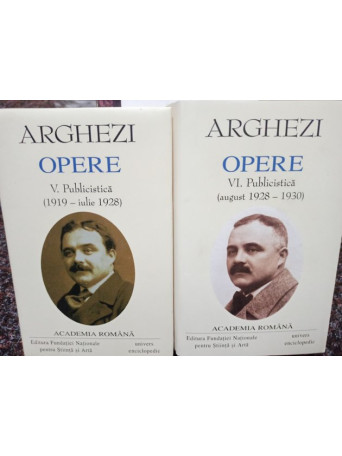 ARGHEZI
OPERE
V. Publicistică
(1919 – iulie 1928)
ACADEMIA ROMÂNĂ
Editura Fundației Naționale
pentru Știință și Artă
univers
enciclopedic
ARGHEZI
OPERE
VI. Publicistică
(august 1928 – 1930)
ACADEMIA ROMÂNĂ
Editura Fundației Naționale
pentru Știință și Artă
univers
enciclopedic